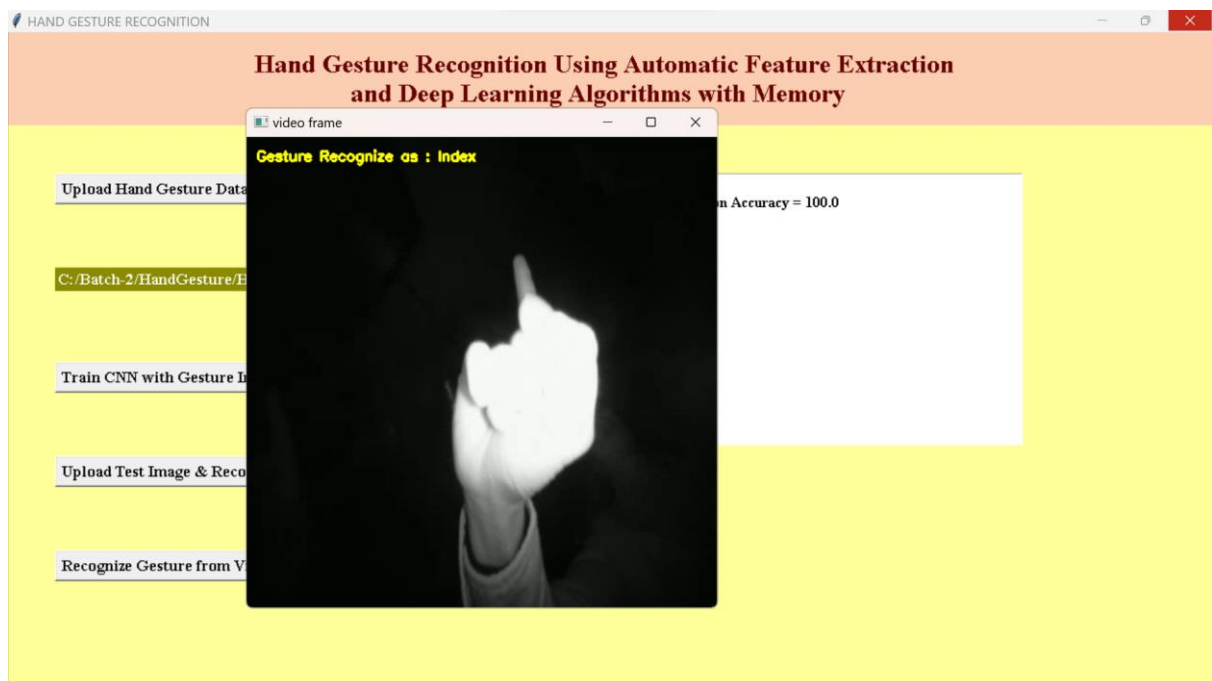 HAND GESTURE RECOGNITION
Hand Gesture Recognition Using Automatic Feature Extraction
and Deep Learning Algorithms with Memory
video frame
Gesture Recognize as : Index
Upload Hand Gesture Data
n Accuracy = 100.0
C:/Batch-2/HandGesture/
Train CNN with Gesture
Upload Test Image & Reco
Recognize Gesture from